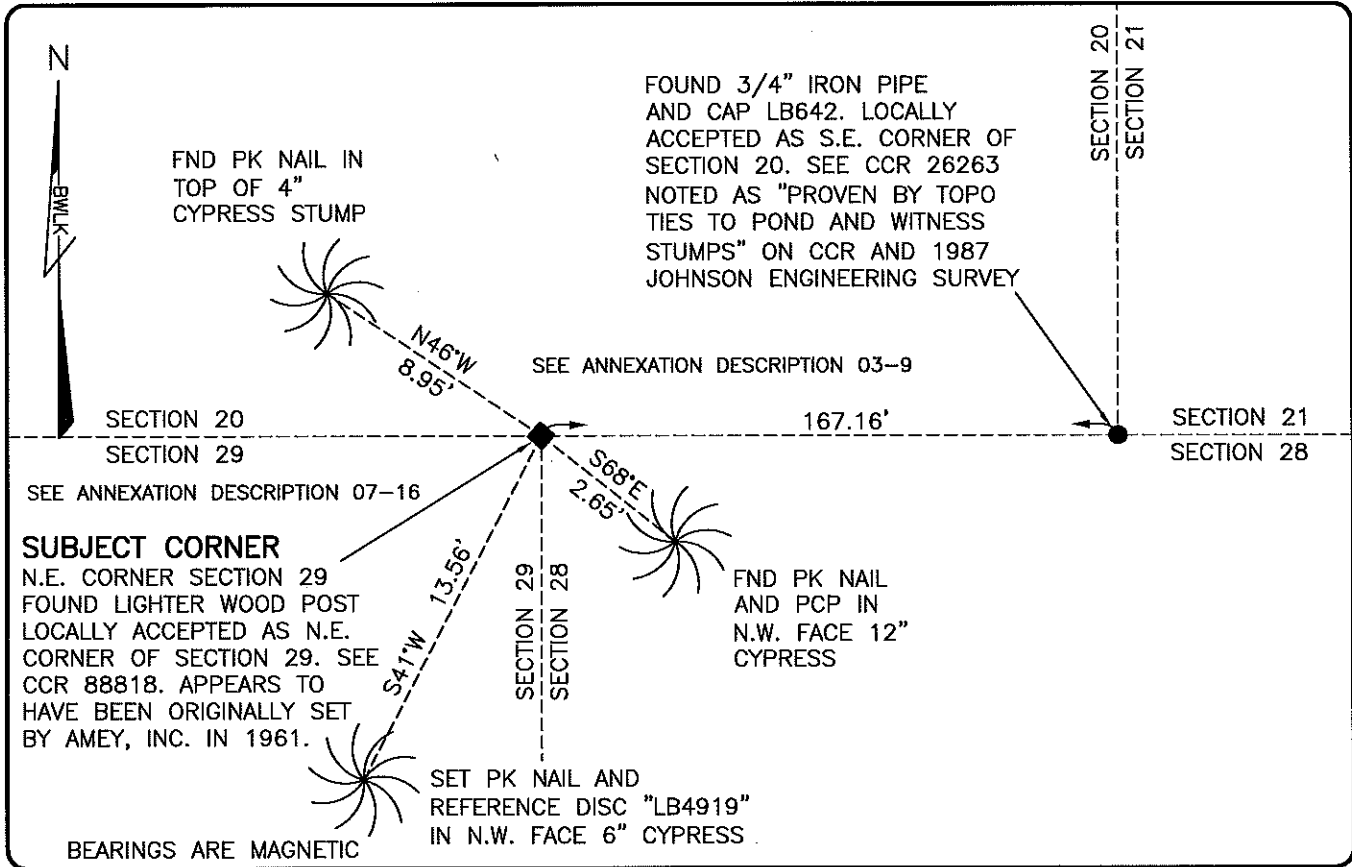 N
BWLK
FND PK NAIL IN
TOP OF 4"
CYPRESS STUMP
FOUND 3/4" IRON PIPE
AND CAP LB642. LOCALLY
ACCEPTED AS S.E. CORNER OF
SECTION 20. SEE CCR 26263
NOTED AS "PROVEN BY TOPO
TIES TO POND AND WITNESS
STUMPS" ON CCR AND 1987
JOHNSON ENGINEERING SURVEY
SECTION 20
SECTION 21
N46°W
8.95'
SEE ANNEXATION DESCRIPTION 03-9
SECTION 20
SECTION 29
167.16'
SECTION 21
SECTION 28
SEE ANNEXATION DESCRIPTION 07-16
S68°E
2.65'
SUBJECT CORNER
N.E. CORNER SECTION 29
FOUND LIGHTER WOOD POST
LOCALLY ACCEPTED AS N.E.
CORNER OF SECTION 29. SEE
CCR 88818. APPEARS TO
HAVE BEEN ORIGINALLY SET
BY AMEY, INC. IN 1961.
S41°W 13.56'
SECTION 29
SECTION 28
FND PK NAIL
AND PCP IN
N.W. FACE 12"
CYPRESS
SET PK NAIL AND
REFERENCE DISC "LB4919"
IN N.W. FACE 6" CYPRESS
BEARINGS ARE MAGNETIC